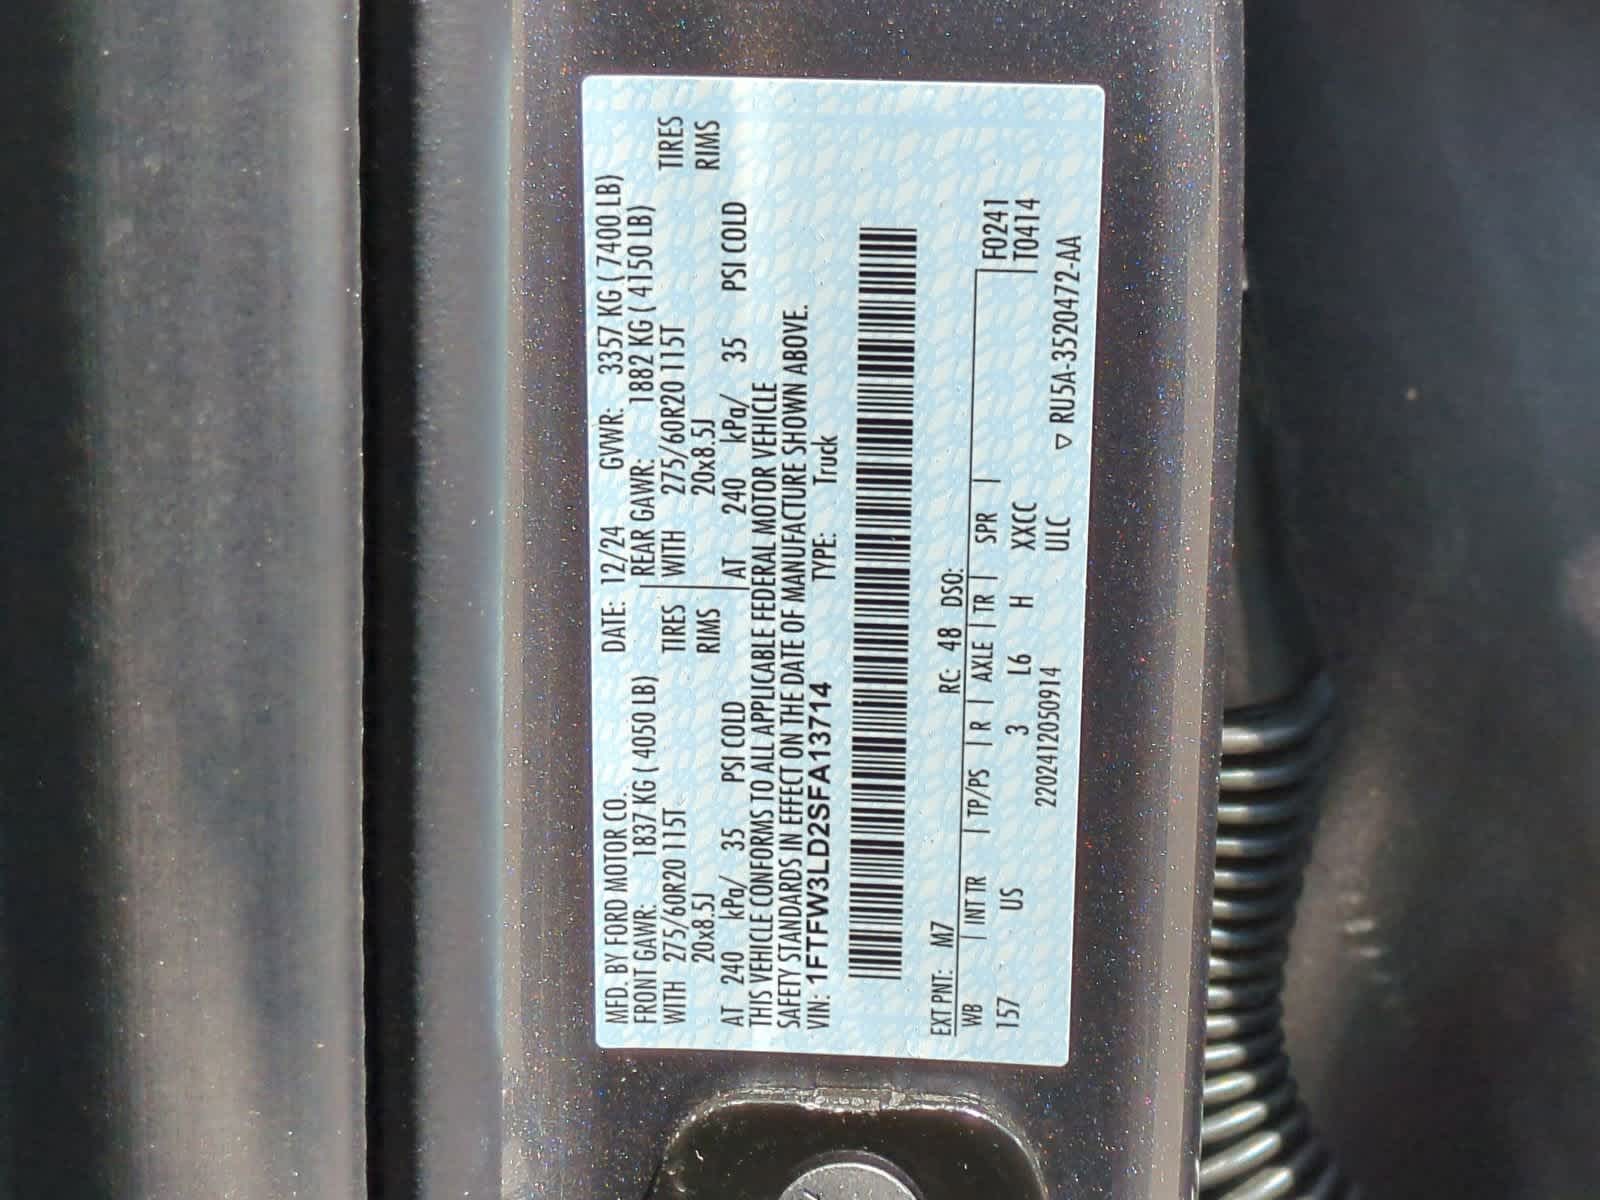 MFD. BY FORD MOTOR CO. DATE: 12/24 GVWR: 3357 KG ( 7400 LB)
FRONT GAWR: 1837 KG ( 4050 LB) REAR GAWR: 1882 KG ( 4150 LB)
WITH 275/60R20 115T TIRES WITH 275/60R20 115T TIRES
20x8.5J RIMS 20x8.5J RIMS
AT 240 kPa/ 35 PSI COLD AT 240 kPa/ 35 PSI COLD
THIS VEHICLE CONFORMS TO ALL APPLICABLE FEDERAL MOTOR VEHICLE
SAFETY STANDARDS IN EFFECT ON THE DATE OF MANUFACTURE SHOWN ABOVE.
VIN: 1FTFW3LD2SFA13714 TYPE: Truck
EXT PNT: M7 RC: 48 DSO:
WB INT TR TP/PS R AXLE TR SPR F0241
157 US 3 L6 H XXCC T0414
2202412050914 ULC ▽ RU5A-3520472-AA